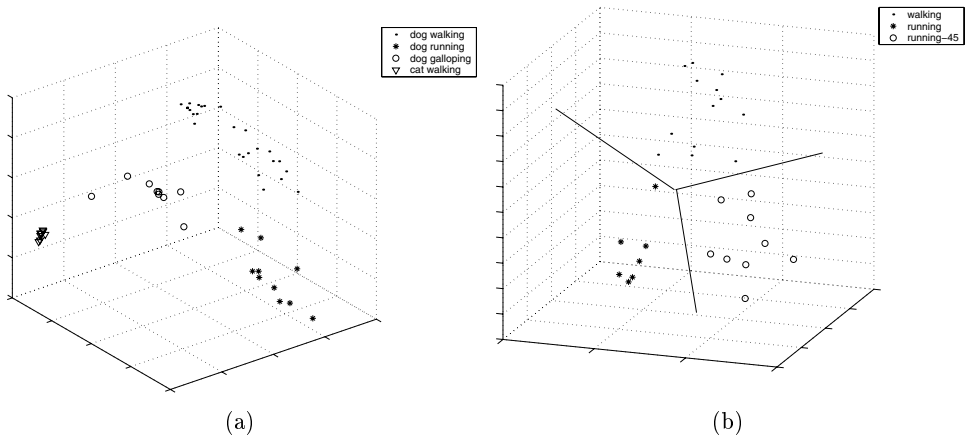 dog walking
dog running
dog galloping
cat walking
walking
running
running-45
(a)
(b)